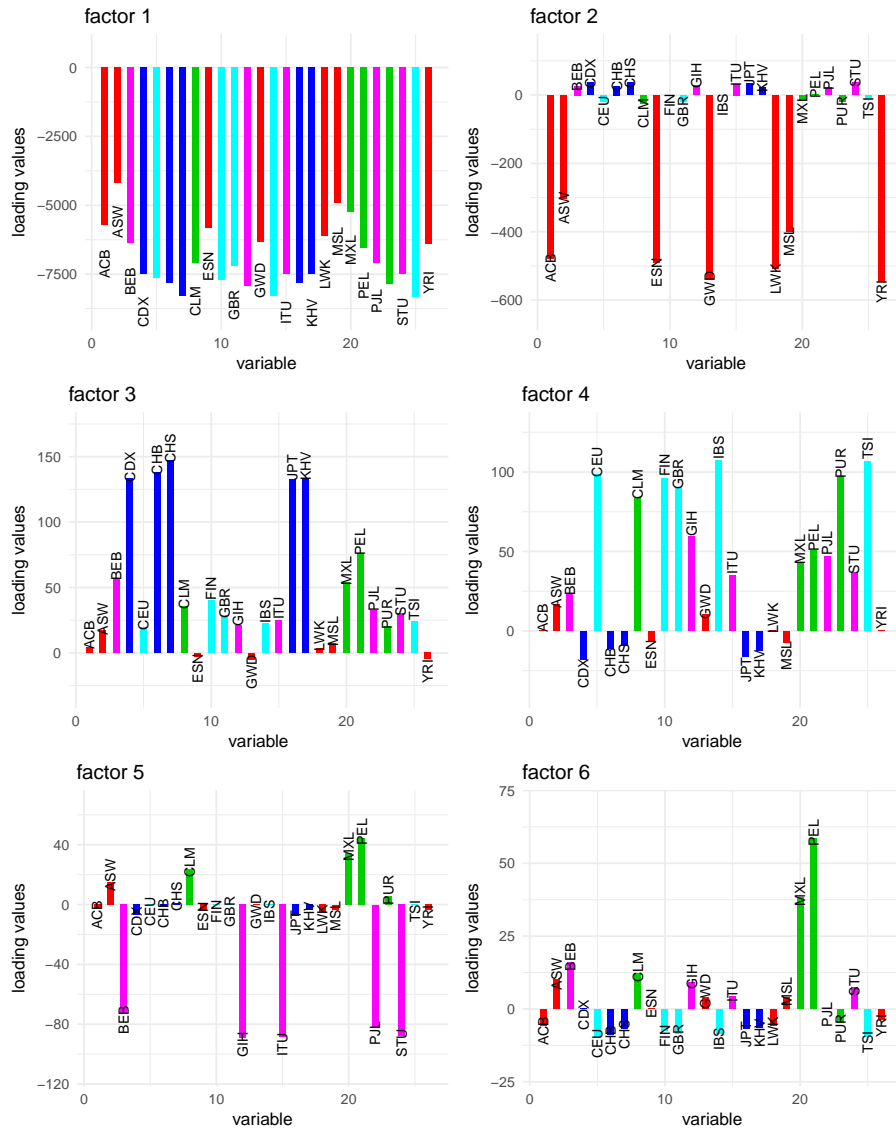 factor 1
loading values
0
−2500
−5000
−7500
ACB
ASW
BEB
CDX
CLM
ESN
GBR
GWD
ITU
KHV
LWK
MSL
MXL
PEL
PJL
STU
YRI
0
10
20
variable
factor 2
loading values
0
−200
−400
−600
ACB
ASW
BEB
CDX
CEU
CHB
CHS
CLM
ESN
FIN
GBR
GIH
GWD
IBS
ITU
JPT
KHV
LWK
MSL
MXL
PEL
PJL
PUR
STU
TSI
YRI
0
10
20
variable
factor 3
loading values
150
100
50
0
ACB
ASW
BEB
CDX
CEU
CHB
CHS
CLM
ESN
FIN
GBR
GIH
GWD
IBS
ITU
JPT
KHV
LWK
MSL
MXL
PEL
PJL
PUR
STU
TSI
YRI
0
10
20
variable
factor 4
loading values
100
50
0
ACB
ASW
BEB
CDX
CEU
CHB
CHS
CLM
ESN
FIN
GBR
GIH
GWD
IBS
ITU
JPT
KHV
LWK
MSL
MXL
PEL
PJL
PUR
STU
TSI
YRI
0
10
20
variable
factor 5
loading values
40
0
−40
−80
−120
ACB
ASW
BEB
CDX
CEU
CHB
CHS
CLM
ESN
FIN
GBR
GIH
GWD
IBS
ITU
JPT
KHV
LWK
MSL
MXL
PEL
PJL
PUR
STU
TSI
YRI
0
10
20
variable
factor 6
loading values
75
50
25
0
−25
ACB
ASW
BEB
CDX
CEU
CHB
CHS
CLM
ESN
FIN
GBR
GIH
GWD
IBS
ITU
JPT
KHV
LWK
MSL
MXL
PEL
PJL
PUR
STU
TSI
YRI
0
10
20
variable